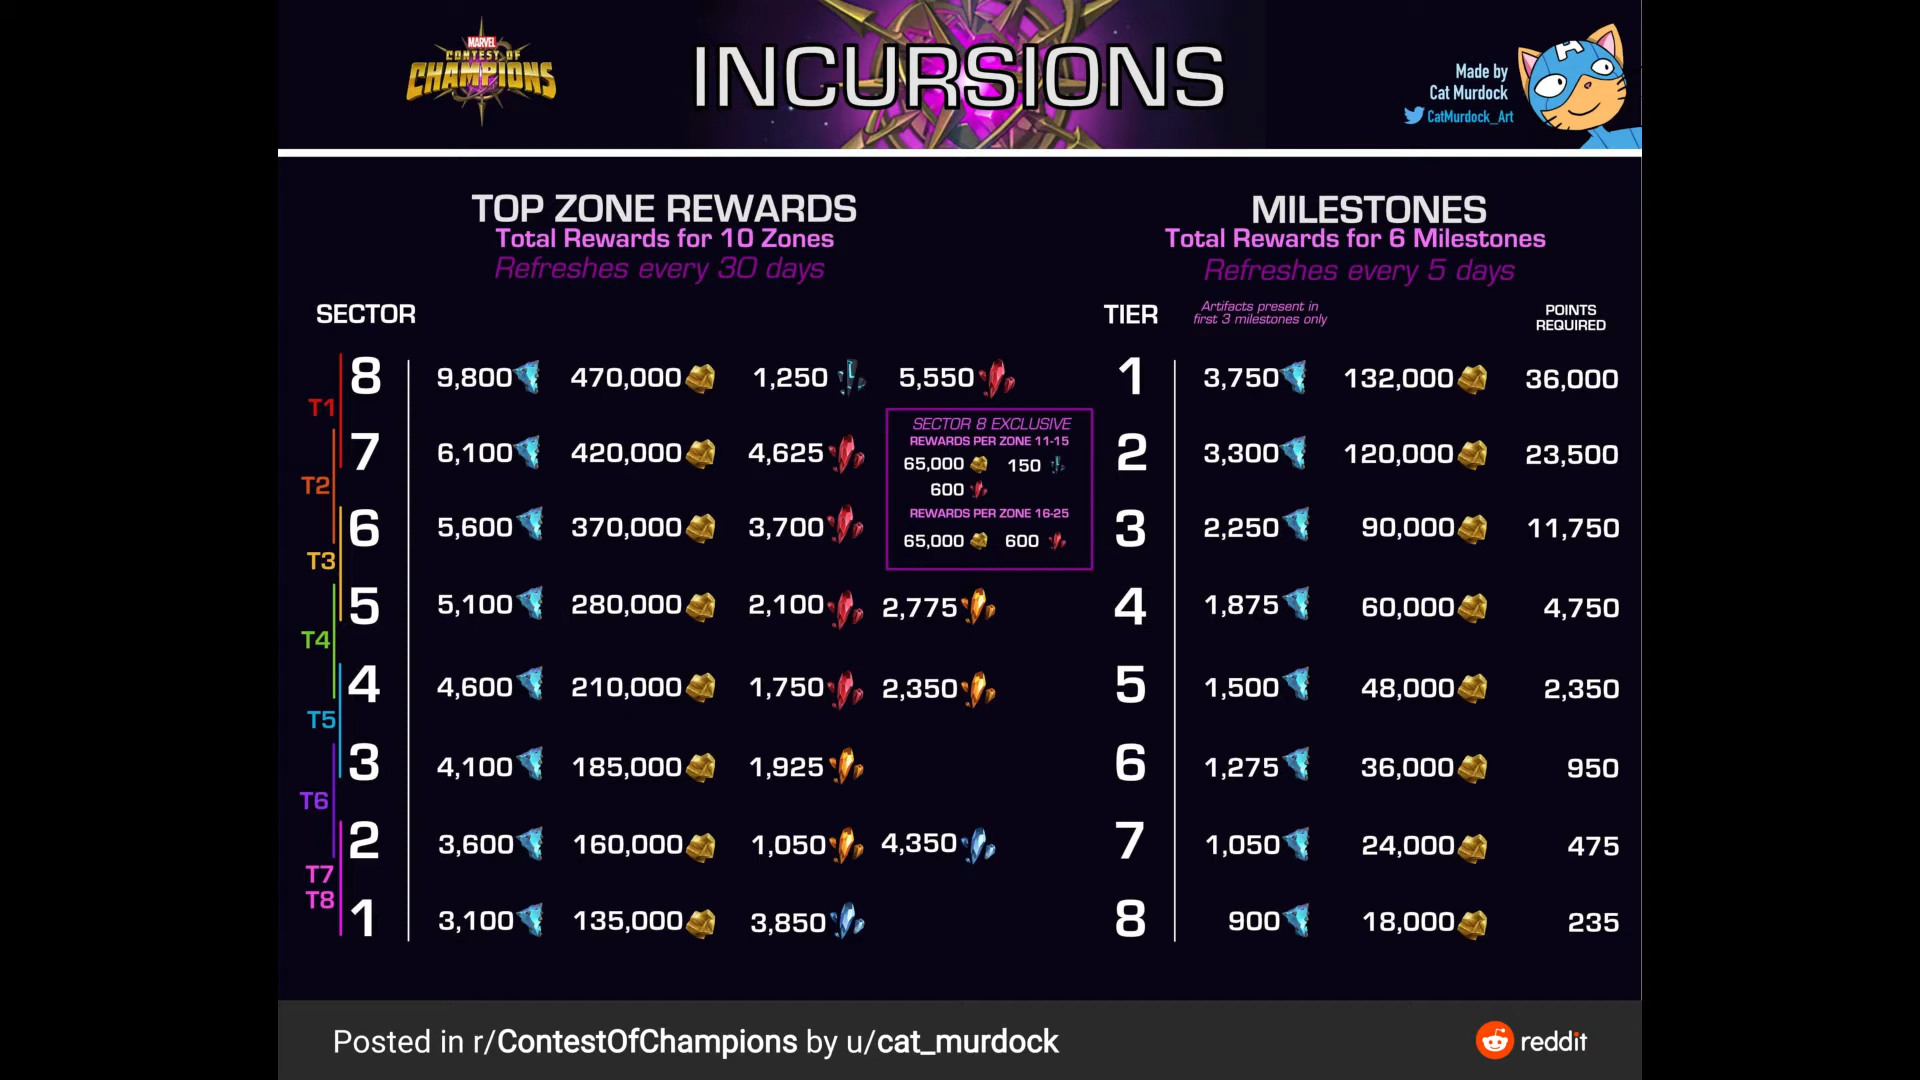 MARVEL
CONTEST OF
CHAMPIONS
INCURSIONS
Made by
Cat Murdock
CatMurdock_Art
A
TOP ZONE REWARDS
Total Rewards for 10 Zones
Refreshes every 30 days
MILESTONES
Total Rewards for 6 Milestones
Refreshes every 5 days
SECTOR
TIER
Artifacts present in
first 3 milestones only
POINTS
REQUIRED
8 9,800 470,000 1,250 5,550
T1
7 6,100 420,000 4,625
T2
6 5,600 370,000 3,700
T3
5 5,100 280,000 2,100 2,775
T4
4 4,600 210,000 1,750 2,350
T5
3 4,100 185,000 1,925
T6
2 3,600 160,000 1,050 4,350
T7
T8
1 3,100 135,000 3,850
SECTOR 8 EXCLUSIVE
REWARDS PER ZONE 11-15
65,000 150
600
REWARDS PER ZONE 16-25
65,000 600
1 3,750 132,000 36,000
2 3,300 120,000 23,500
3 2,250 90,000 11,750
4 1,875 60,000 4,750
5 1,500 48,000 2,350
6 1,275 36,000 950
7 1,050 24,000 475
8 900 18,000 235
Posted in r/ContestOfChampions by u/cat_murdock
reddit